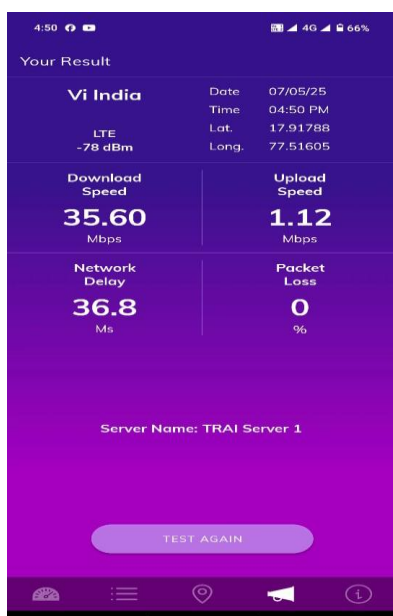 4:50 4G 66%
Your Result
Vi India
Date 07/05/25
Time 04:50 PM
LTE
Lat. 17.91788
-78 dBm
Long. 77.51605
Download Speed
35.60
Mbps
Upload Speed
1.12
Mbps
Network Delay
36.8
Ms
Packet Loss
0
%
Server Name: TRAI Server 1
TEST AGAIN